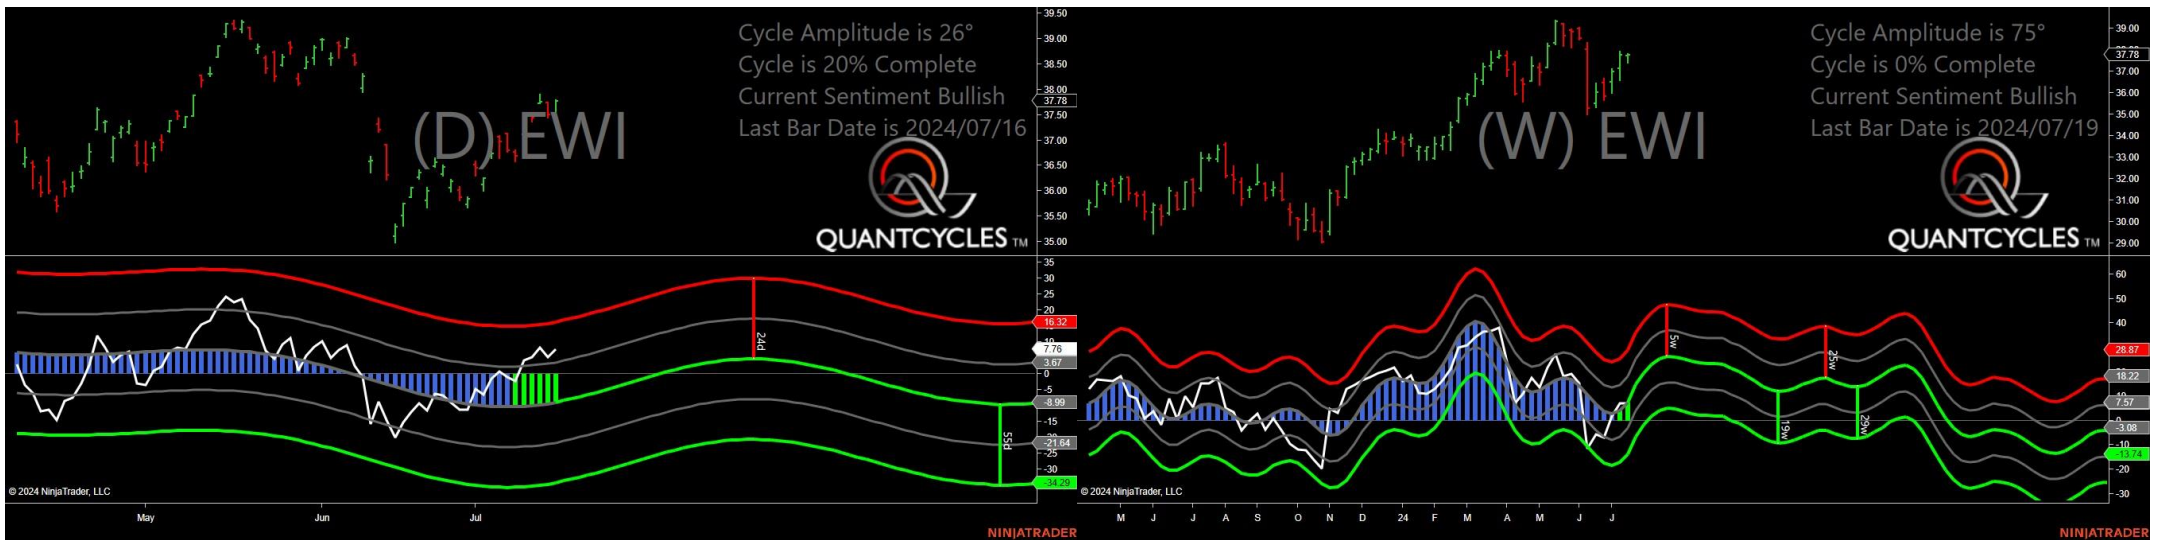 Cycle Amplitude is 26°
Cycle is 20% Complete
Current Sentiment Bullish
Last Bar Date is 2024/07/16
(D) EWI
QUANTCYCLES TM
39.50
39.00
38.50
38.00
37.78
37.50
37.00
36.50
36.00
35.50
35.00
35
30
25
20
16.32
7.76
3.67
0
-5
-8.99
-15
-21.64
-25
-30
-34.29
24d
55d
© 2024 NinjaTrader, LLC
May
Jun
Jul
NINJATRADER
Cycle Amplitude is 75°
Cycle is 0% Complete
Current Sentiment Bullish
Last Bar Date is 2024/07/19
(W) EWI
QUANTCYCLES TM
39.00
37.78
37.00
36.00
35.00
34.00
33.00
32.00
31.00
30.00
29.00
60
50
40
28.87
18.22
7.57
0
-3.08
-10
-13.74
-20
-30
5w
25w
19w
29w
© 2024 NinjaTrader, LLC
M J J A S O N D 24 F M A M J J
NINJATRADER